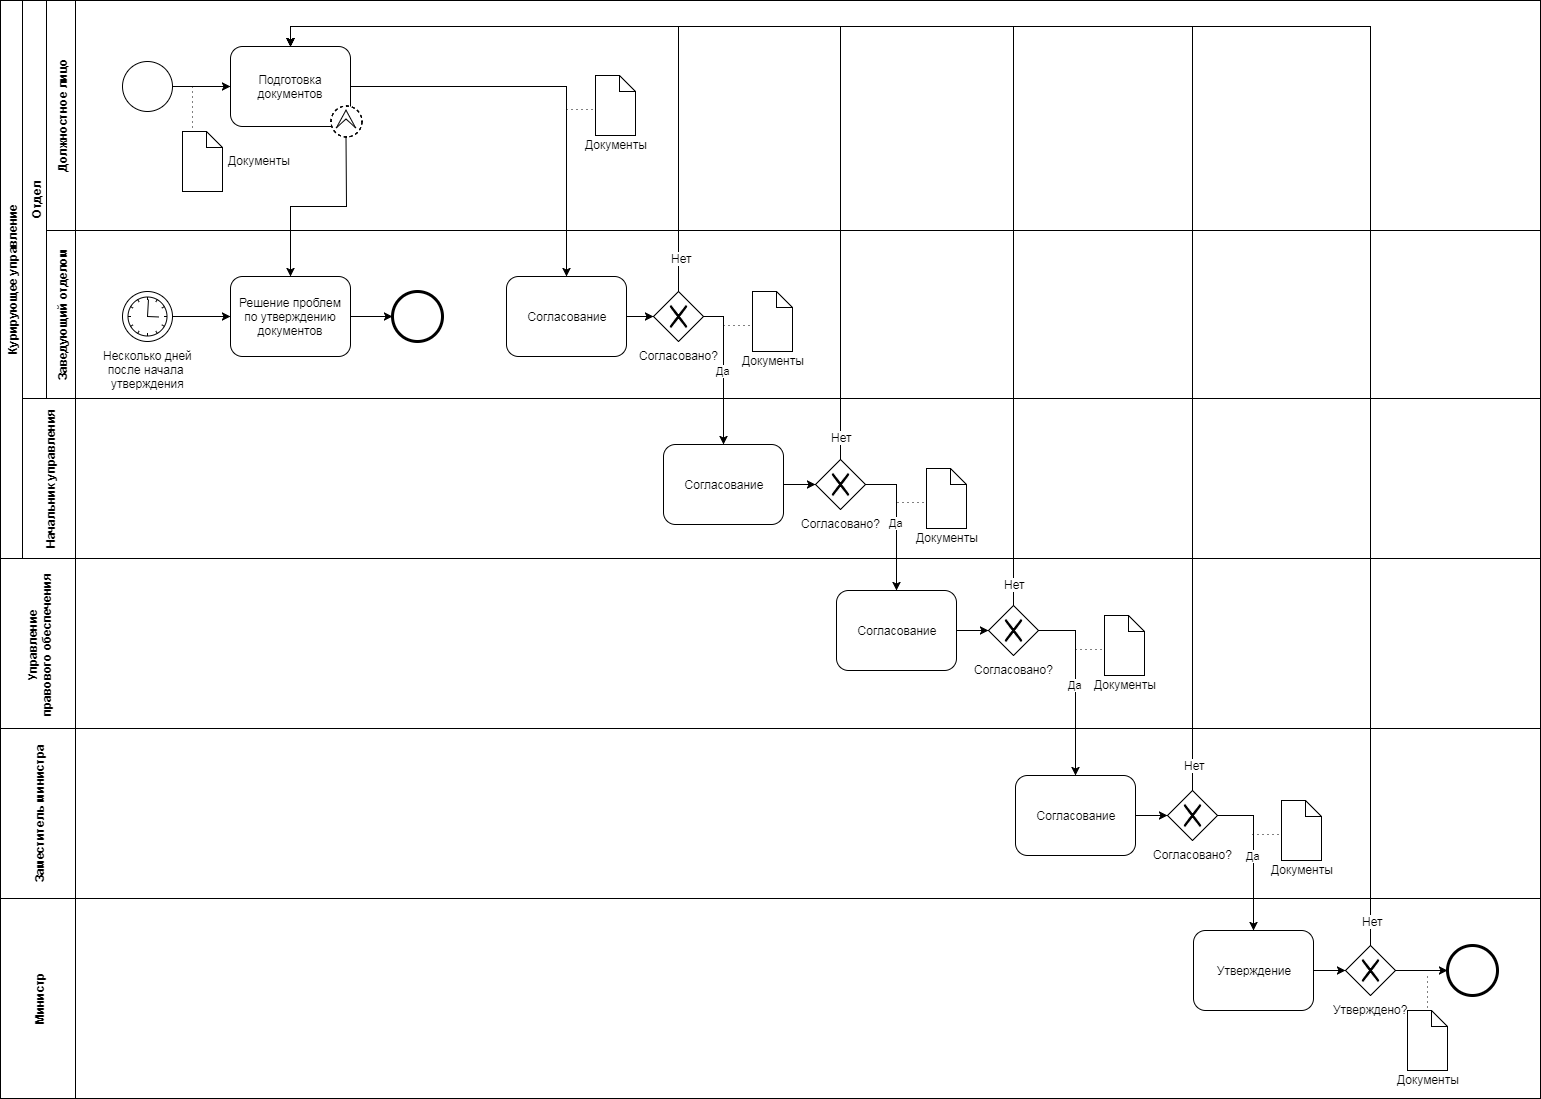 Курирующее управление
Отдел
Должностное лицо
Подготовка
документов
Документы
Документы
Заведующий отделом
Несколько дней
после начала
утверждения
Решение проблем
по утверждению
документов
Согласование
Нет
Согласовано?
Да
Документы
Начальник управления
Согласование
Нет
Согласовано?
Да
Документы
Управление
правового обеспечения
Согласование
Нет
Согласовано?
Да
Документы
Заместитель министра
Согласование
Нет
Согласовано?
Да
Документы
Министр
Утверждение
Нет
Утверждено?
Документы